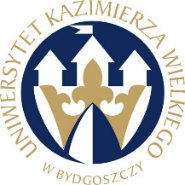 UNIWERSYTET KAZIMIERZA WIELKIEGO
W BYDGOSZCZY